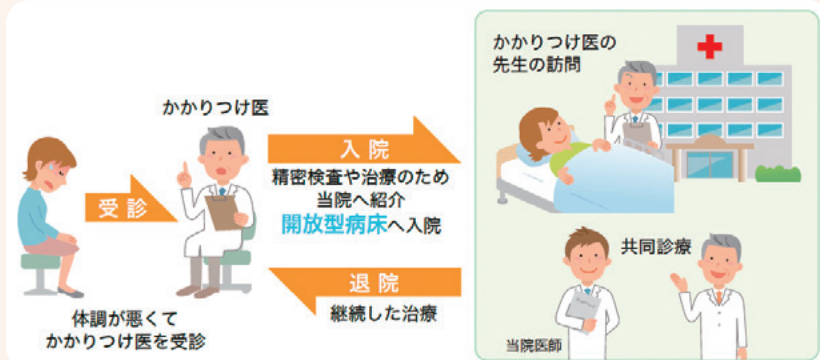 かかりつけ医
受診
体調が悪くて
かかりつけ医を受診
入院
精密検査や治療のため
当院へ紹介
開放型病床へ入院
退院
継続した治療
かかりつけ医の
先生の訪問
共同診療
当院医師